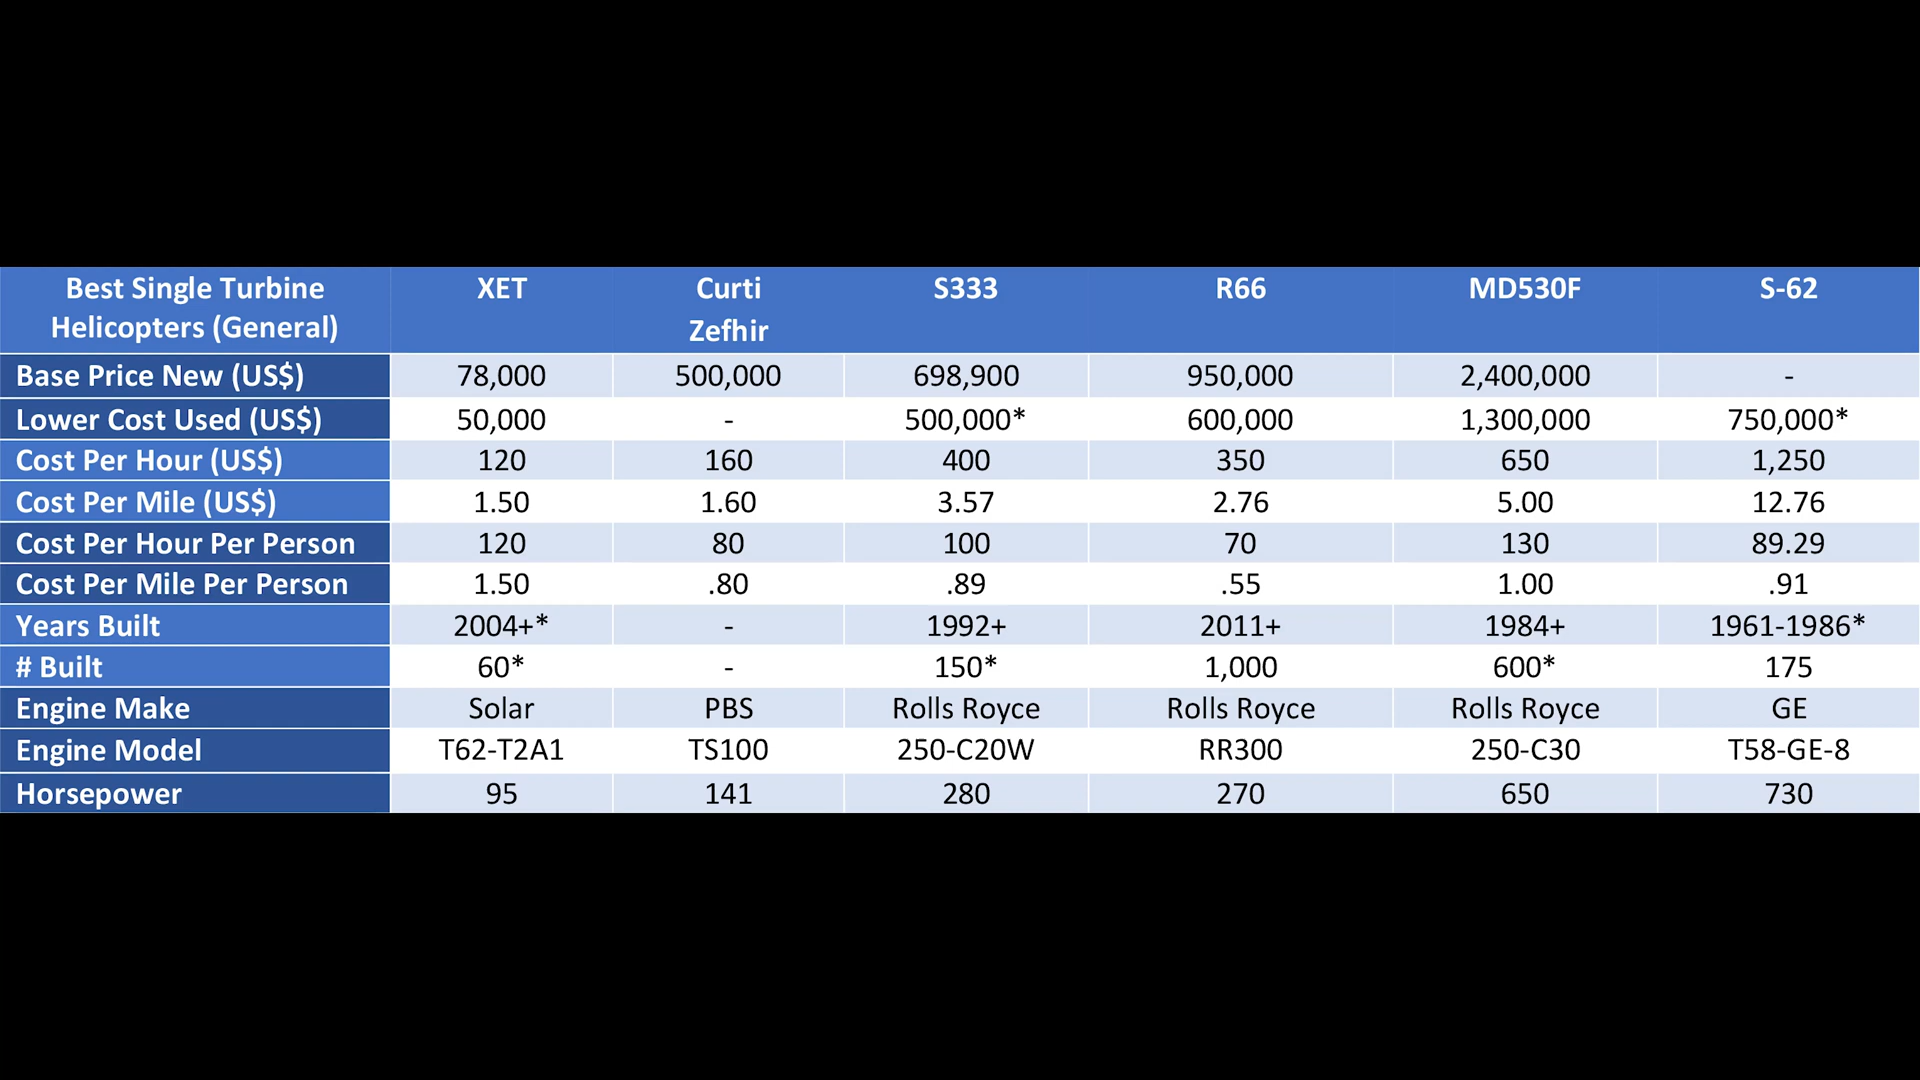 Best Single Turbine Helicopters (General) XET Curti Zefhir S333 R66 MD530F S-62
Base Price New (US$) 78,000 500,000 698,900 950,000 2,400,000 -
Lower Cost Used (US$) 50,000 - 500,000* 600,000 1,300,000 750,000*
Cost Per Hour (US$) 120 160 400 350 650 1,250
Cost Per Mile (US$) 1.50 1.60 3.57 2.76 5.00 12.76
Cost Per Hour Per Person 120 80 100 70 130 89.29
Cost Per Mile Per Person 1.50 .80 .89 .55 1.00 .91
Years Built 2004+* - 1992+ 2011+ 1984+ 1961-1986*
# Built 60* - 150* 1,000 600* 175
Engine Make Solar PBS Rolls Royce Rolls Royce Rolls Royce GE
Engine Model T62-T2A1 TS100 250-C20W RR300 250-C30 T58-GE-8
Horsepower 95 141 280 270 650 730